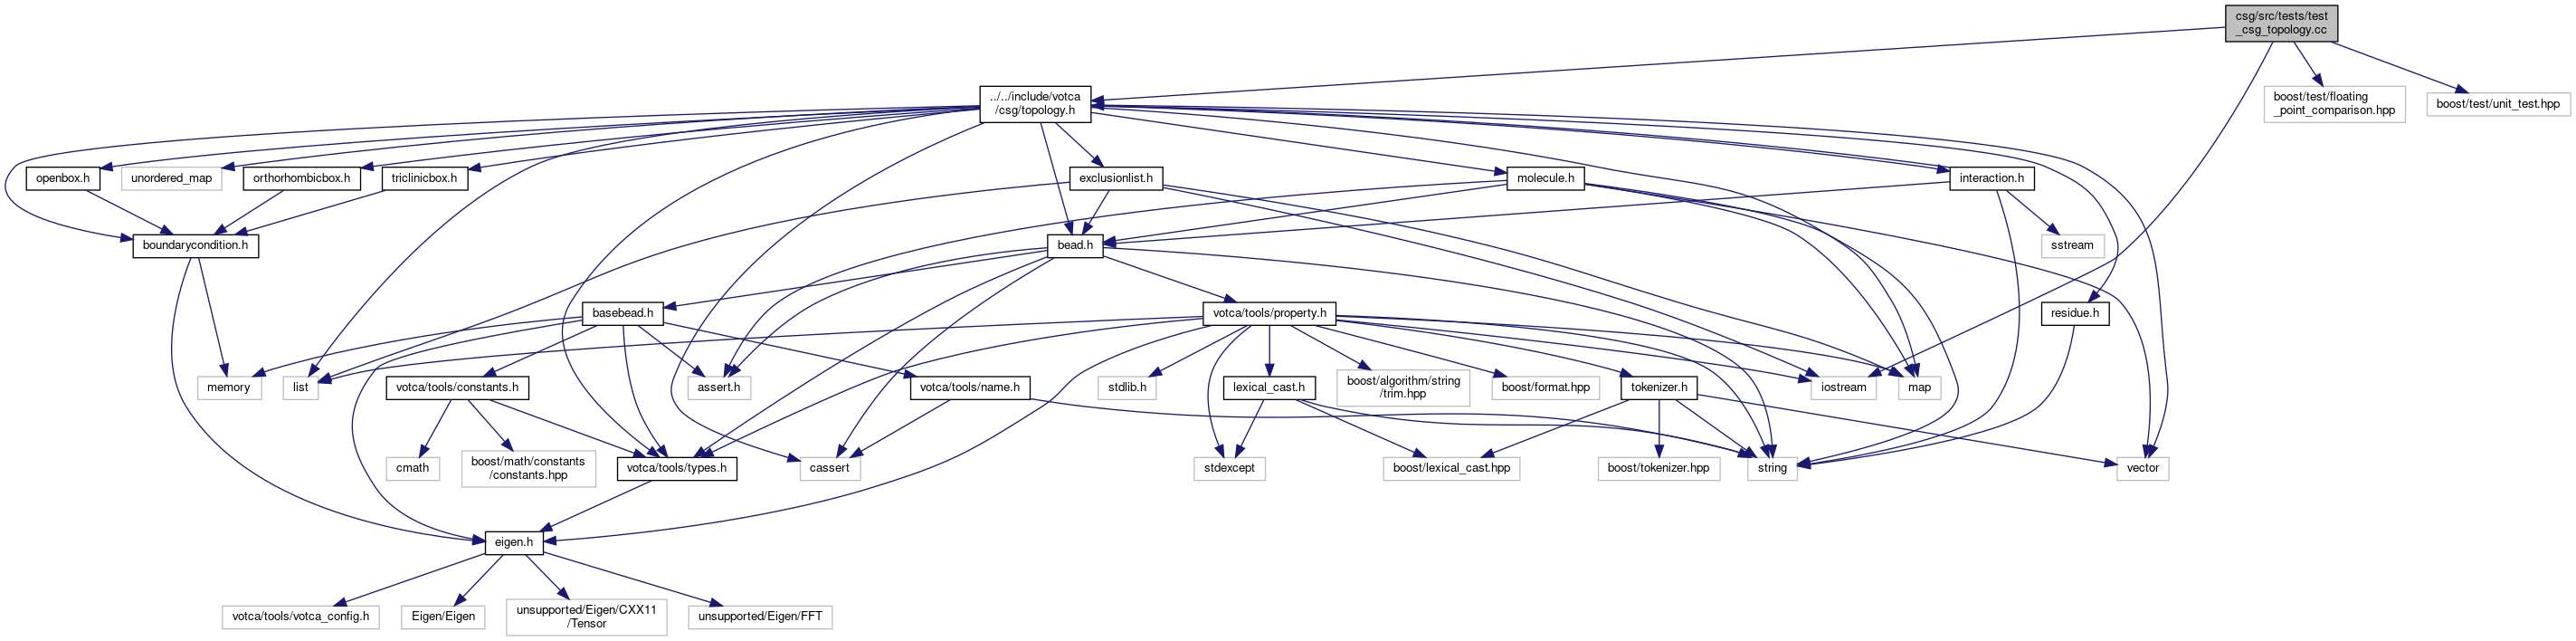 csg/src/tests/test
_csg_topology.cc
../../include/votca
/csg/topology.h
boost/test/floating
_point_comparison.hpp
boost/test/unit_test.hpp
openbox.h
unordered_map
orthorhombicbox.h
triclinicbox.h
exclusionlist.h
molecule.h
interaction.h
boundarycondition.h
bead.h
sstream
basebead.h
votca/tools/property.h
residue.h
memory
list
votca/tools/constants.h
assert.h
votca/tools/name.h
stdlib.h
lexical_cast.h
boost/algorithm/string
/trim.hpp
boost/format.hpp
tokenizer.h
iostream
map
cmath
boost/math/constants
/constants.hpp
votca/tools/types.h
cassert
stdexcept
boost/lexical_cast.hpp
boost/tokenizer.hpp
string
vector
eigen.h
votca/tools/votca_config.h
Eigen/Eigen
unsupported/Eigen/CXX11
/Tensor
unsupported/Eigen/FFT